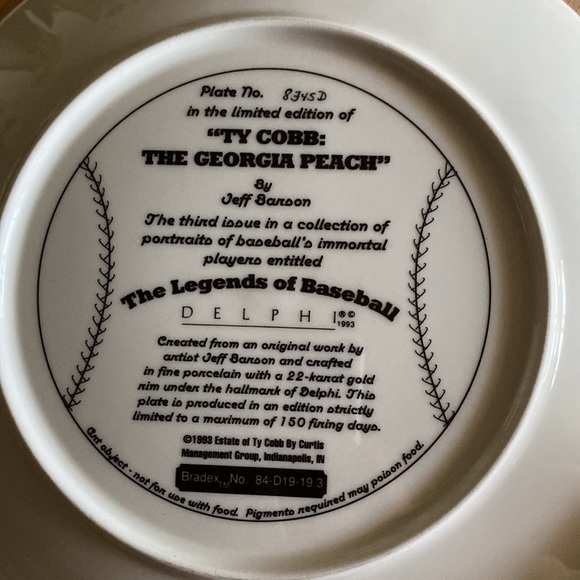 Plate No. 8345D
in the limited edition of
“TY COBB:
THE GEORGIA PEACH”
By
Jeff Barson
The third issue in a collection of
portraits of baseball's immortal
players entitled
The Legends of Baseball
DELPHI®©
1993
Created from an original work by
artist Jeff Barson and crafted
in fine porcelain with a 22-karat gold
rim under the hallmark of Delphi. This
plate is produced in an edition strictly
limited to a maximum of 150 firing days.
©1993 Estate of Ty Cobb By Curtis
Management Group, Indianapolis, IN
Bradex™ No. 84-D19-19.3
Art object - not for use with food. Pigments required may poison food.